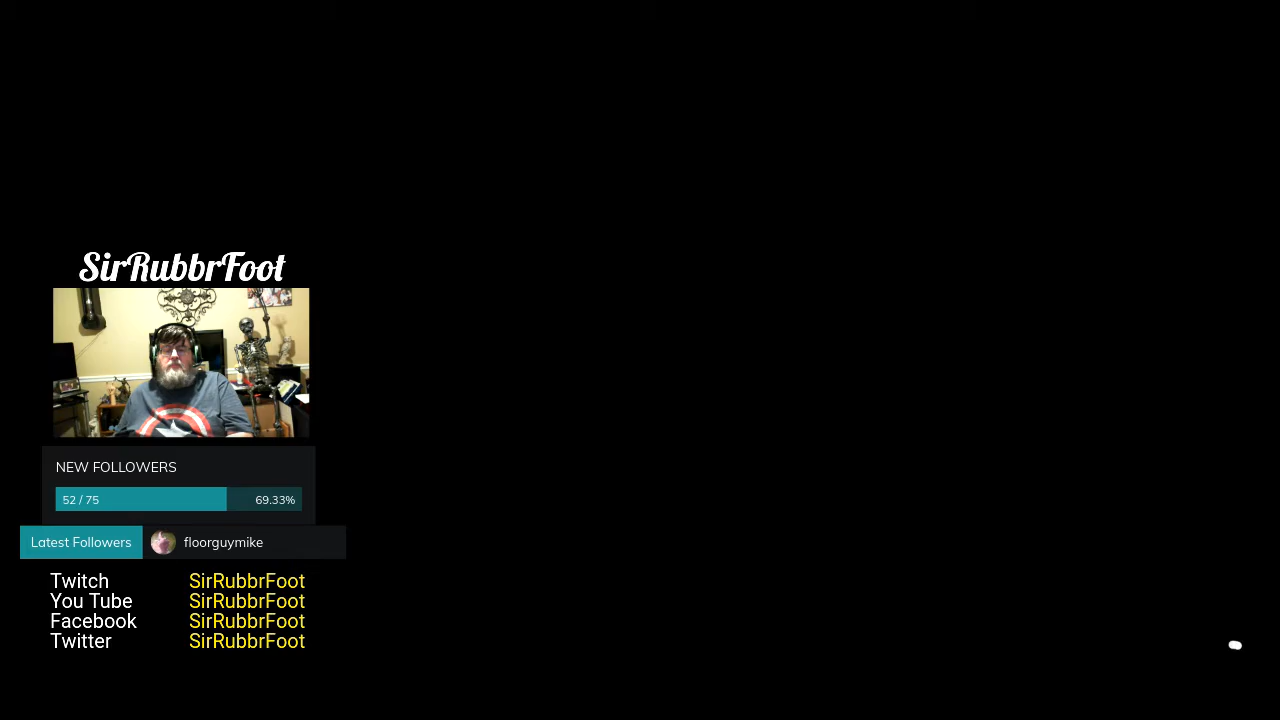 SirRubbrFoot
NEW FOLLOWERS
52 / 75 69.33%
Latest Followers floorguymike
Twitch SirRubbrFoot
You Tube SirRubbrFoot
Facebook SirRubbrFoot
Twitter SirRubbrFoot